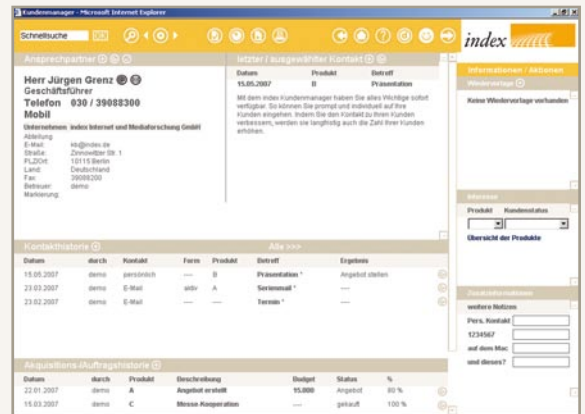 Kundenmanager - Microsoft Internet Explorer
Schnellsuche OK
index
Ansprechpartner
Herr Jürgen Grenz
Geschäftsführer
Telefon 030 / 39088300
Mobil
Unternehmen index Internet und Mediaforschung GmbH
Abteilung:
E-Mail: kb@index.de
Straße: Zinnowitzer Str. 1
PLZ/Ort: 10115 Berlin
Land: Deutschland
Fax: 39088200
Betreuer: demo
Markierung:
letzter / ausgewählter Kontakt
Datum Produkt Betreff
15.05.2007 B Präsentation
Mit dem index Kundenmanager haben Sie alles Wichtige sofort
verfügbar. So können Sie prompt und individuell auf Ihre
Kunden eingehen. Indem Sie den Kontakt zu Ihren Kunden
verbessern, werden sie langfristig auch die Zahl Ihrer Kunden
erhöhen.
Informationen / Aktionen
Wiedervorlage
Keine Wiedervorlage vorhanden
Interesse
Produkt Kundenstatus
Übersicht der Produkte
Kontakthistorie Alle >>>
Datum durch Kontakt Form Produkt Betreff Ergebnis
15.05.2007 demo persönlich ---- B Präsentation * Angebot stellen
23.03.2007 demo E-Mail aktiv A Serienmail * ----
23.02.2007 demo E-Mail ---- ---- Termin * ----
Zusatzinformationen
weitere Notizen
Pers. Kontakt
1234567
auf dem Mac
und dieses?
Akquisitions-/Auftragshistorie
Datum durch Produkt Beschreibung Budget Status %
22.01.2007 demo A Angebot erstellt 15.000 Angebot 80 %
15.03.2007 demo C Messe-Kooperation ---- gekauft 100 %